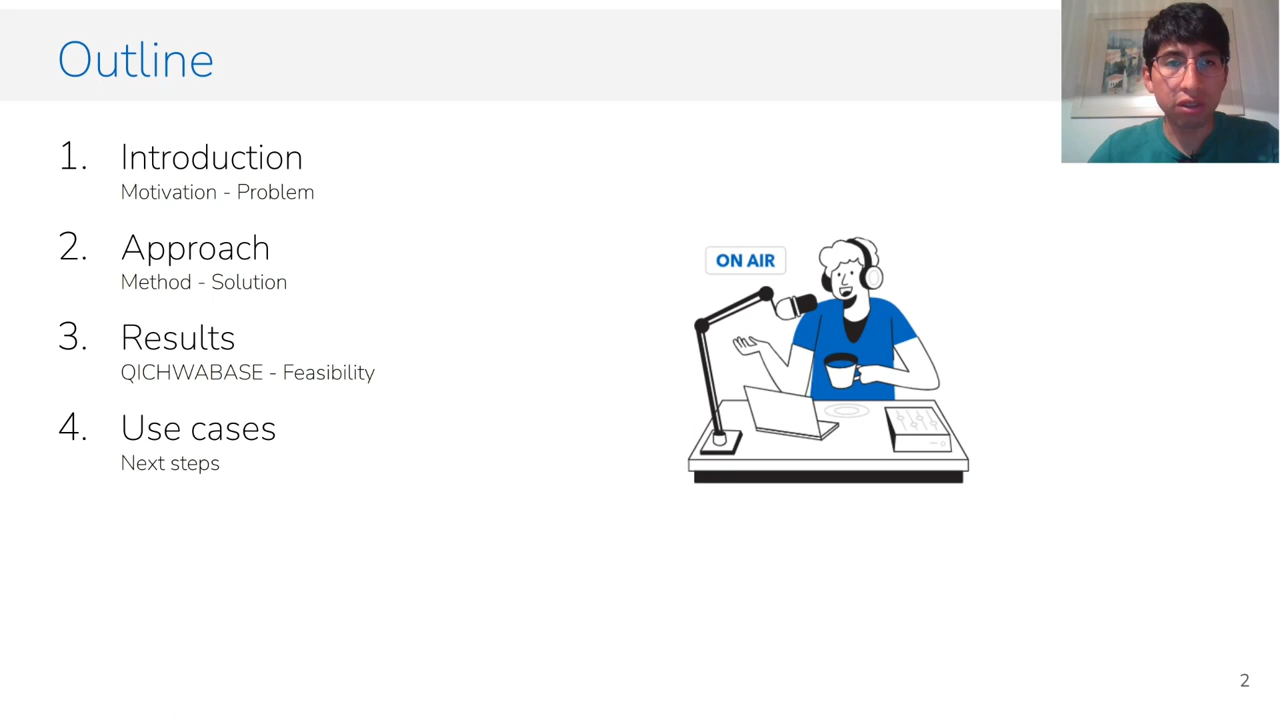 Outline
1. Introduction
Motivation - Problem
2. Approach
Method - Solution
3. Results
QICHWABASE - Feasibility
4. Use cases
Next steps
ON AIR
2